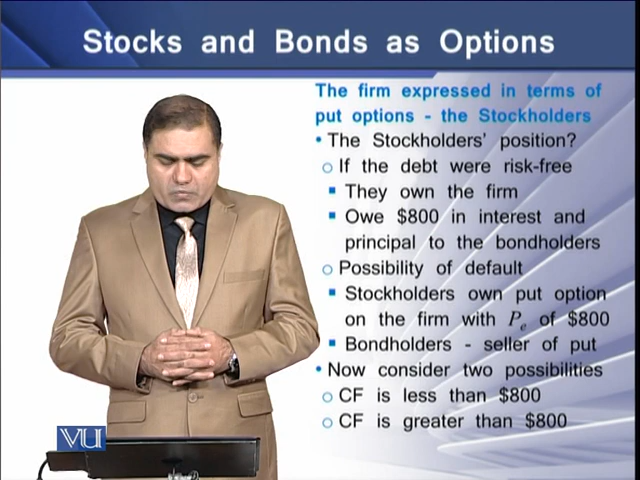 Stocks and Bonds as Options
The firm expressed in terms of
put options - the Stockholders
• The Stockholders' position?
○ If the debt were risk-free
▪ They own the firm
▪ Owe $800 in interest and
principal to the bondholders
○ Possibility of default
▪ Stockholders own put option
on the firm with Pe of $800
▪ Bondholders - seller of put
• Now consider two possibilities
○ CF is less than $800
○ CF is greater than $800
VU